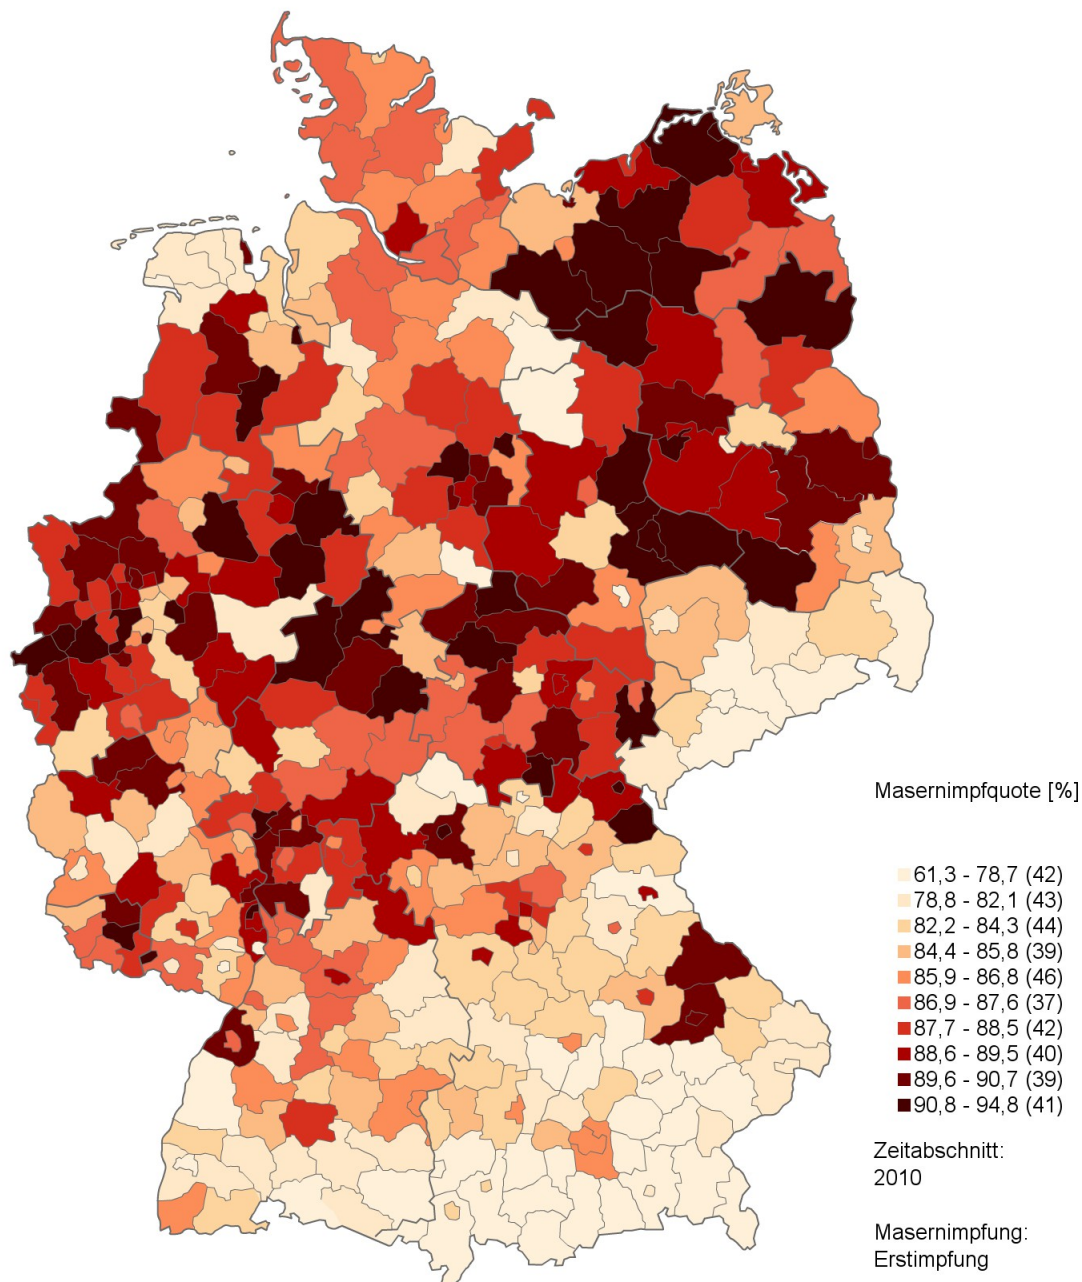 Masernimpfquote [%]
61,3 - 78,7 (42)
78,8 - 82,1 (43)
82,2 - 84,3 (44)
84,4 - 85,8 (39)
85,9 - 86,8 (46)
86,9 - 87,6 (37)
87,7 - 88,5 (42)
88,6 - 89,5 (40)
89,6 - 90,7 (39)
90,8 - 94,8 (41)
Zeitabschnitt:
2010
Masernimpfung:
Erstimpfung